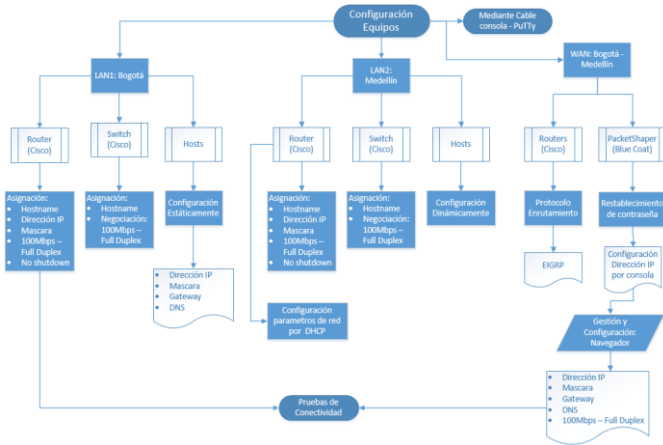 Configuración
Equipos
Mediante Cable
consola - PuTTy
LAN1: Bogotá
LAN2:
Medellín
WAN: Bogotá -
Medellín
Router
(Cisco)
Switch
(Cisco)
Hosts
Router
(Cisco)
Switch
(Cisco)
Hosts
Routers
(Cisco)
PacketShaper
(Blue Coat)
Asignación:
• Hostname
• Dirección IP
• Mascara
• 100Mbps –
Full Duplex
• No shutdown
Asignación:
• Hostname
• Negociación:
100Mbps –
Full Duplex
Configuración
Estáticamente
Asignación:
• Hostname
• Dirección IP
• Mascara
• 100Mbps –
Full Duplex
• No shutdown
Asignación:
• Hostname
• Negociación:
100Mbps –
Full Duplex
Configuración
Dinámicamente
Protocolo
Enrutamiento
Restablecimiento
de contraseña
• Dirección IP
• Mascara
• Gateway
• DNS
EIGRP
Configuración
Dirección IP
por consola
Configuración
parametros de red
por DHCP
Gestión y
Configuración:
Navegador
• Dirección IP
• Mascara
• Gateway
• DNS
• 100Mbps – Full Duplex
Pruebas de
Conectividad